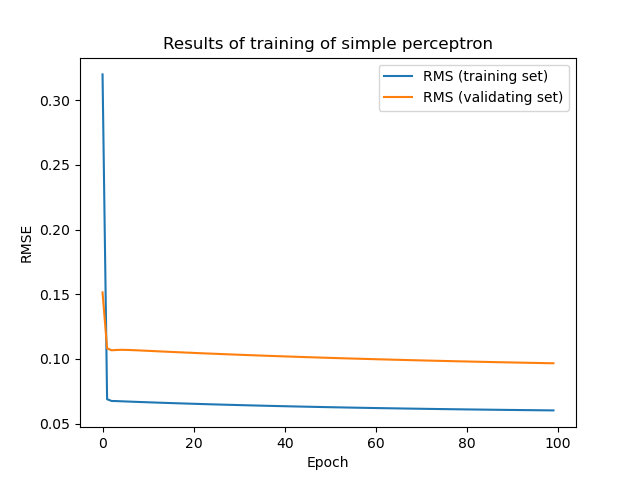 Results of training of simple perceptron
RMS (training set)
RMS (validating set)
RMSE
0.30
0.25
0.20
0.15
0.10
0.05
0 20 40 60 80 100
Epoch